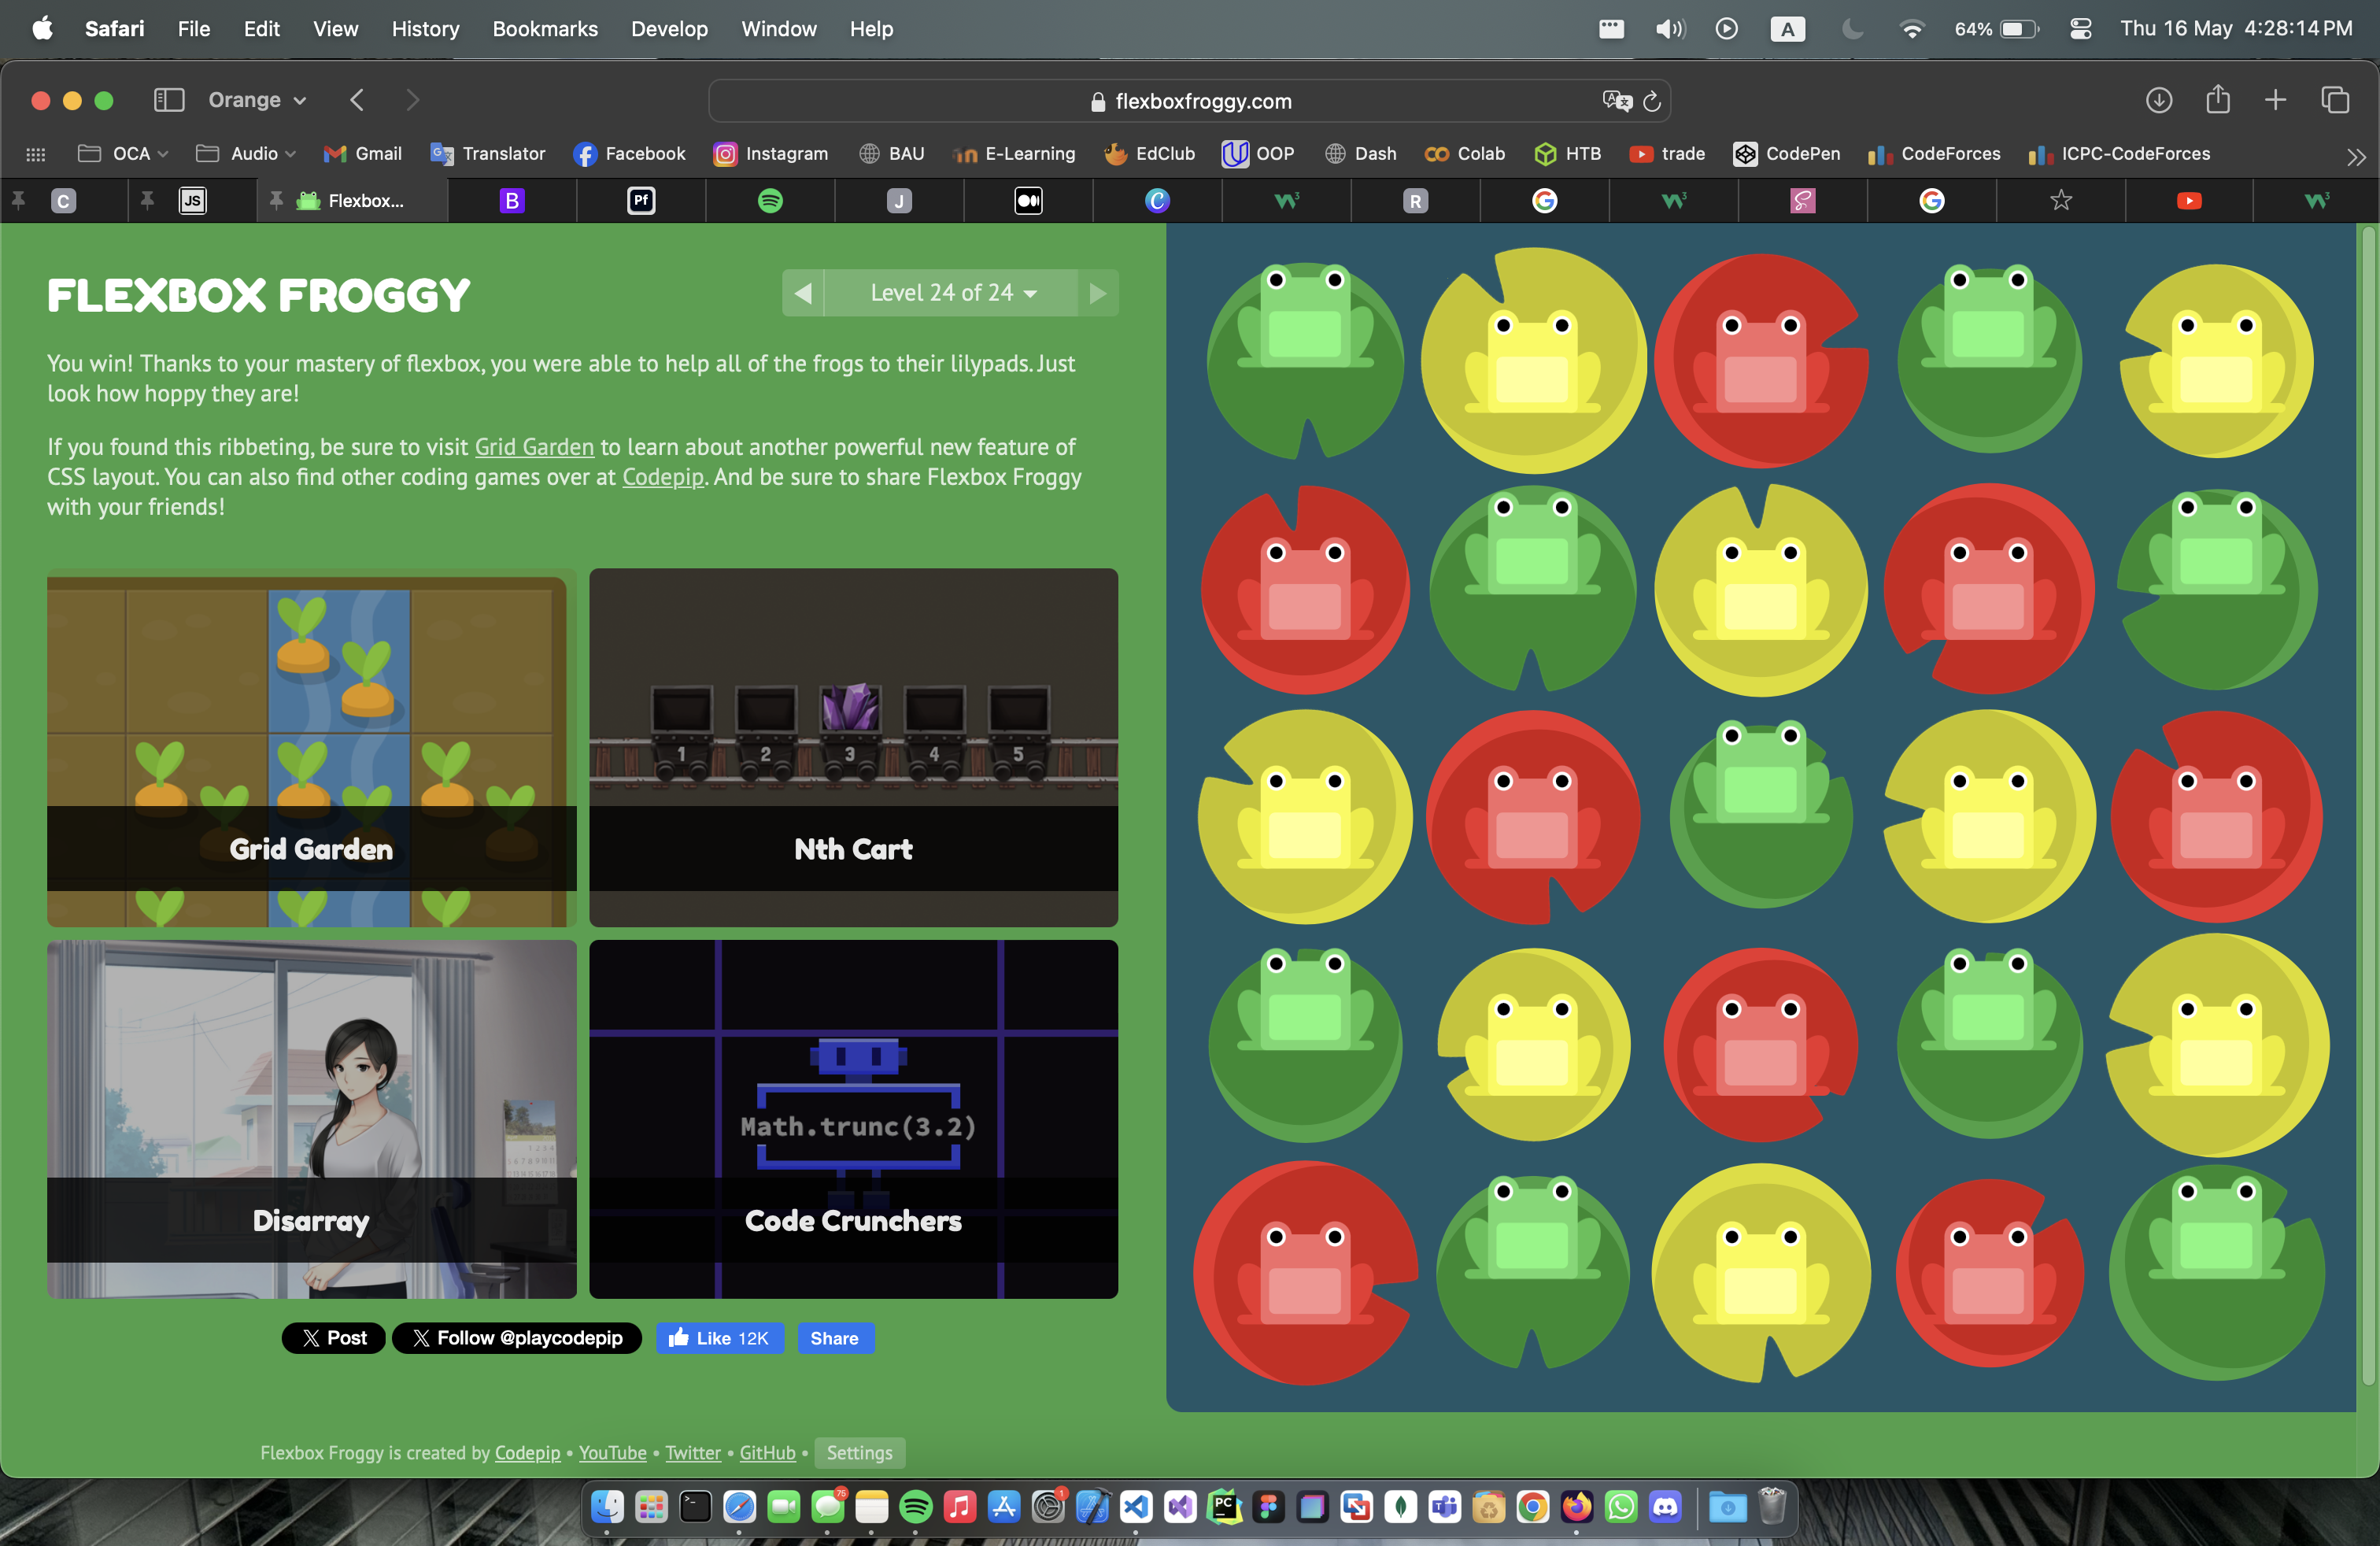 Safari File Edit View History Bookmarks Develop Window Help A 64% Thu 16 May 4:28:14 PM
Orange flexboxfroggy.com
OCA Audio Gmail Translator Facebook Instagram BAU E-Learning EdClub OOP Dash Colab HTB trade CodePen CodeForces ICPC-CodeForces
C JS Flexbox... B Pf J R
FLEXBOX FROGGY
Level 24 of 24
You win! Thanks to your mastery of flexbox, you were able to help all of the frogs to their lilypads. Just
look how hoppy they are!
If you found this ribbeting, be sure to visit Grid Garden to learn about another powerful new feature of
CSS layout. You can also find other coding games over at Codepip. And be sure to share Flexbox Froggy
with your friends!
1 2 3 4 5
Grid Garden
Nth Cart
Math.trunc(3.2)
Disarray
Code Crunchers
Post Follow @playcodepip Like 12K Share
Flexbox Froggy is created by Codepip • YouTube • Twitter • GitHub • Settings
75 1 PC